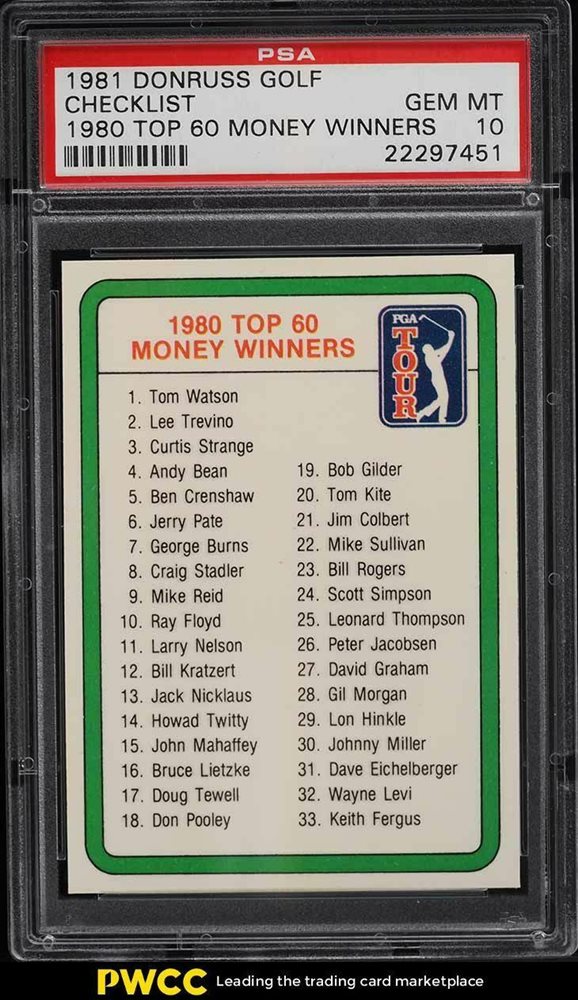 PSA
1981 DONRUSS GOLF
CHECKLIST GEM MT
1980 TOP 60 MONEY WINNERS 10
22297451
1980 TOP 60
MONEY WINNERS
PGA
TOUR
1. Tom Watson
2. Lee Trevino
3. Curtis Strange
4. Andy Bean
5. Ben Crenshaw
6. Jerry Pate
7. George Burns
8. Craig Stadler
9. Mike Reid
10. Ray Floyd
11. Larry Nelson
12. Bill Kratzert
13. Jack Nicklaus
14. Howad Twitty
15. John Mahaffey
16. Bruce Lietzke
17. Doug Tewell
18. Don Pooley
19. Bob Gilder
20. Tom Kite
21. Jim Colbert
22. Mike Sullivan
23. Bill Rogers
24. Scott Simpson
25. Leonard Thompson
26. Peter Jacobsen
27. David Graham
28. Gil Morgan
29. Lon Hinkle
30. Johnny Miller
31. Dave Eichelberger
32. Wayne Levi
33. Keith Fergus
PWCC Leading the trading card marketplace